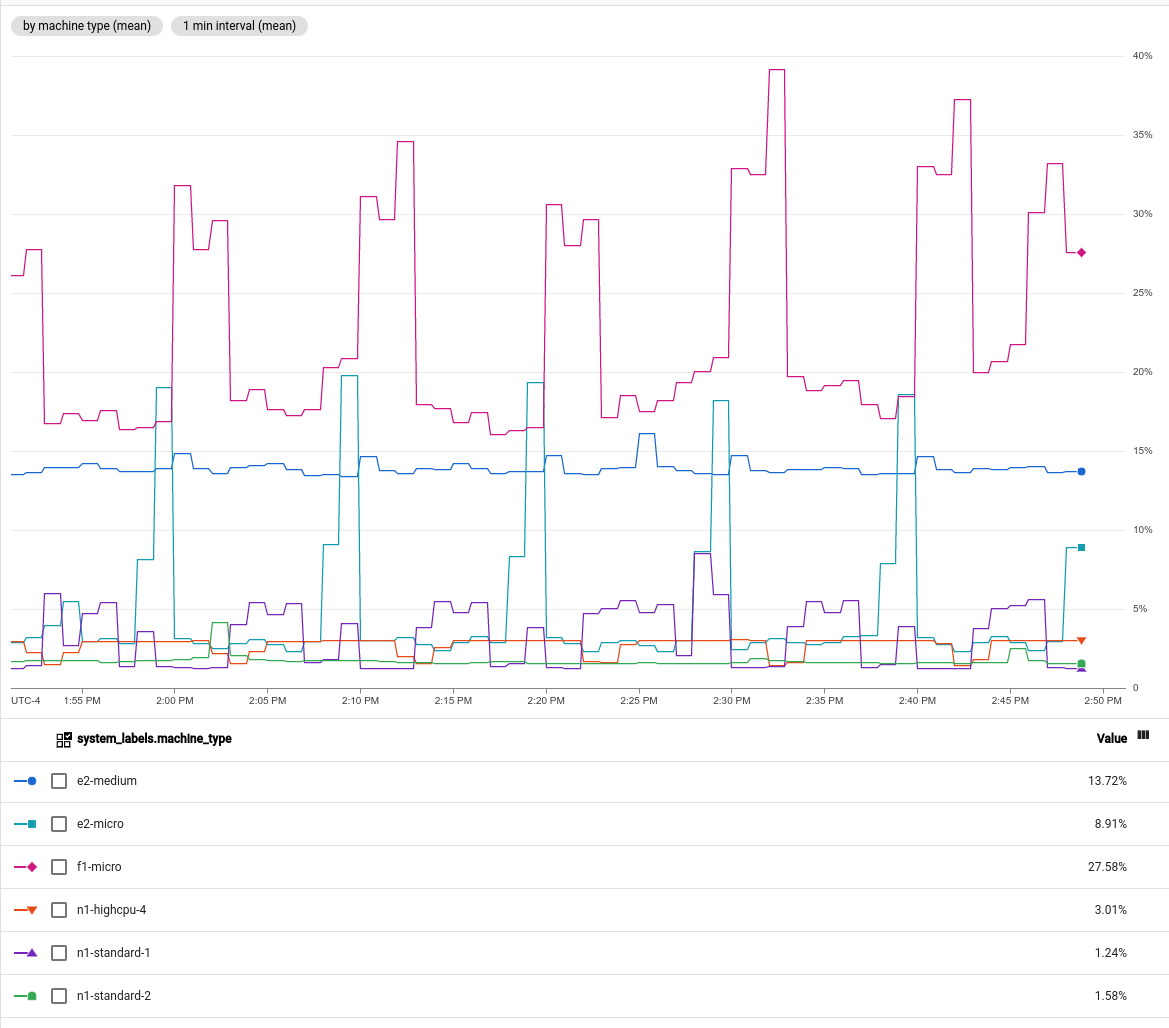 by machine type (mean) 1 min interval (mean)
40%
35%
30%
25%
20%
15%
10%
5%
0
UTC-4 1:55 PM 2:00 PM 2:05 PM 2:10 PM 2:15 PM 2:20 PM 2:25 PM 2:30 PM 2:35 PM 2:40 PM 2:45 PM 2:50 PM
system_labels.machine_type Value
e2-medium 13.72%
e2-micro 8.91%
f1-micro 27.58%
n1-highcpu-4 3.01%
n1-standard-1 1.24%
n1-standard-2 1.58%